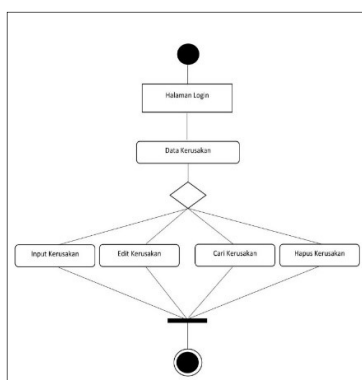 Halaman Login
Data Kerusakan
Input Kerusakan
Edit Kerusakan
Cari Kerusakan
Hapus Kerusakan